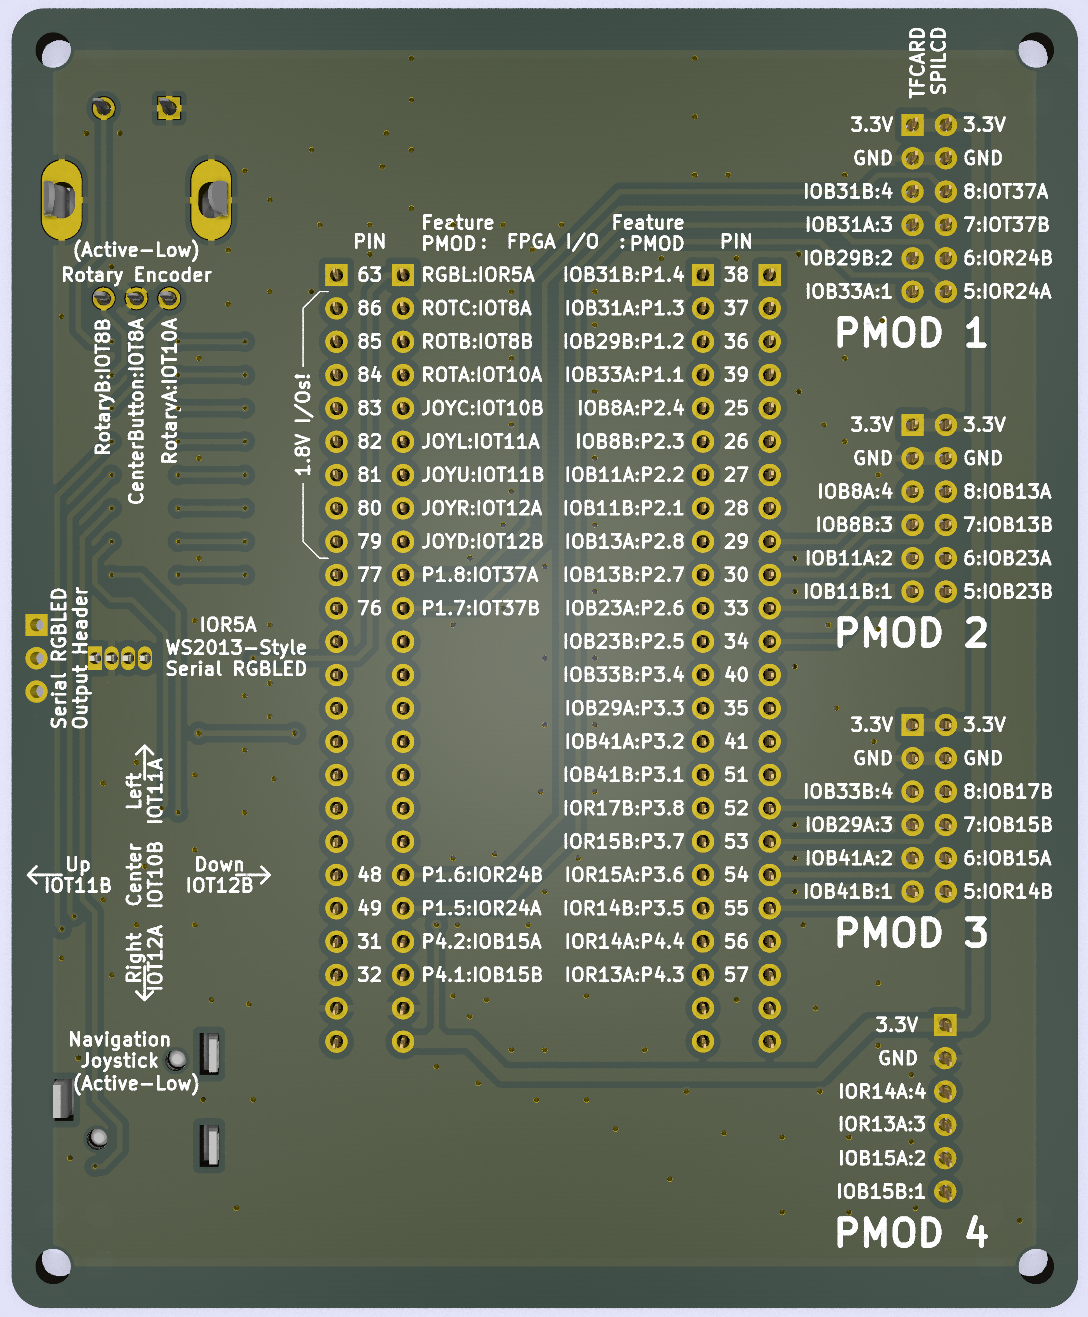 TFCARD
SPILCD
3.3V 3.3V
GND GND
IOB31B:4 8:IOT37A
IOB31A:3 7:IOT37B
IOB29B:2 6:IOR24B
IOB33A:1 5:IOR24A
PMOD 1
(Active-Low)
Rotary Encoder
RotaryB:IOT8B
CenterButton:IOT8A
RotaryA:IOT10A
PIN Feature PMOD: FPGA I/O Feature :PMOD PIN
63 RGBL:IOR5A IOB31B:P1.4 38
86 ROTC:IOT8A IOB31A:P1.3 37
85 ROTB:IOT8B IOB29B:P1.2 36
84 ROTA:IOT10A IOB33A:P1.1 39
83 JOYC:IOT10B IOB8A:P2.4 25
82 JOYL:IOT11A IOB8B:P2.3 26
81 JOYU:IOT11B IOB11A:P2.2 27
80 JOYR:IOT12A IOB11B:P2.1 28
79 JOYD:IOT12B IOB13A:P2.8 29
77 P1.8:IOT37A IOB13B:P2.7 30
76 P1.7:IOT37B IOB23A:P2.6 33
IOB23B:P2.5 34
IOB33B:P3.4 40
IOB29A:P3.3 35
IOB41A:P3.2 41
IOB41B:P3.1 51
IOR17B:P3.8 52
IOR15B:P3.7 53
48 P1.6:IOR24B IOR15A:P3.6 54
49 P1.5:IOR24A IOR14B:P3.5 55
31 P4.2:IOB15A IOR14A:P4.4 56
32 P4.1:IOB15B IOR13A:P4.3 57
1.8V I/Os!
3.3V 3.3V
GND GND
IOB8A:4 8:IOB13A
IOB8B:3 7:IOB13B
IOB11A:2 6:IOB23A
IOB11B:1 5:IOB23B
PMOD 2
Serial RGBLED
Output Header
IOR5A
WS2013-Style
Serial RGBLED
3.3V 3.3V
GND GND
IOB33B:4 8:IOB17B
IOB29A:3 7:IOB15B
IOB41A:2 6:IOB15A
IOB41B:1 5:IOR14B
PMOD 3
Left
IOT11A
Up
IOT11B
Center
IOT10B
Down
IOT12B
Right
IOT12A
Navigation
Joystick
(Active-Low)
3.3V
GND
IOR14A:4
IOR13A:3
IOB15A:2
IOB15B:1
PMOD 4